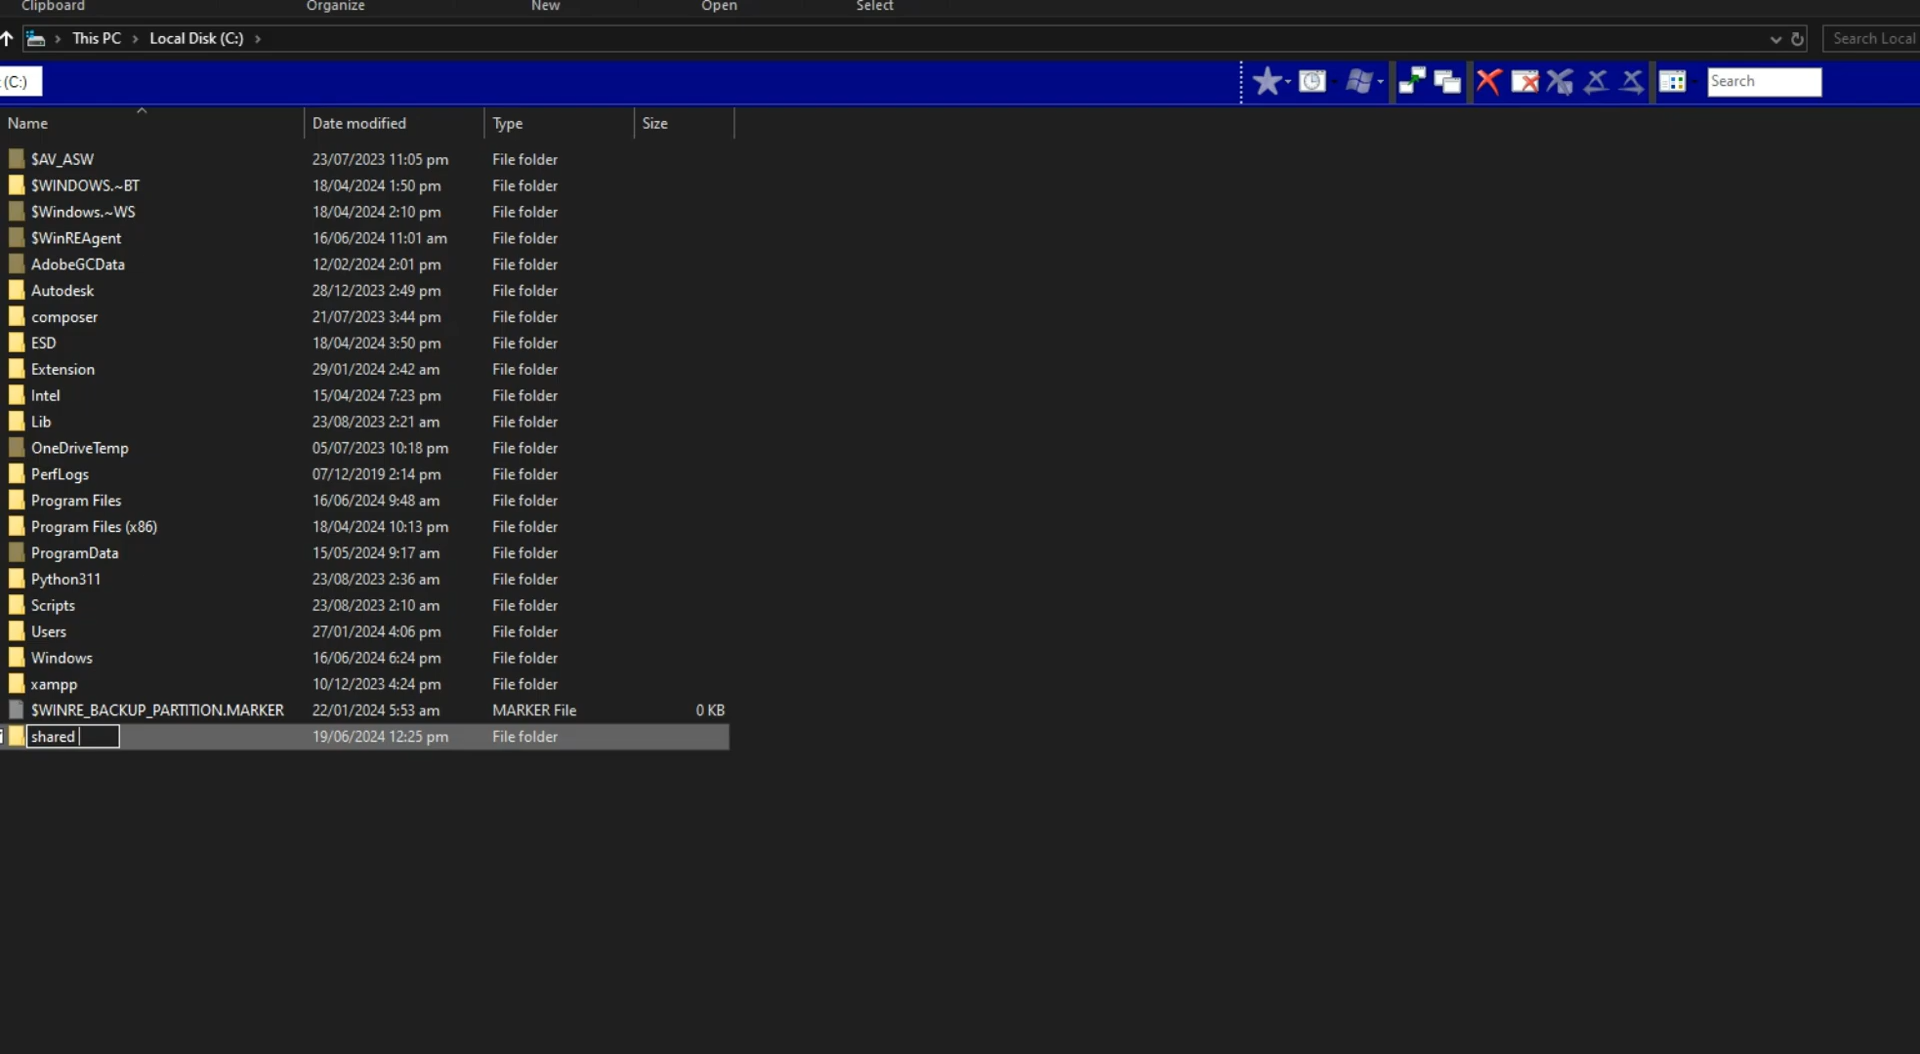 Clipboard Organize New Open Select
This PC Local Disk (C:) Search Local
(C:) Search
Name Date modified Type Size
$AV_ASW 23/07/2023 11:05 pm File folder
$WINDOWS.~BT 18/04/2024 1:50 pm File folder
$Windows.~WS 18/04/2024 2:10 pm File folder
$WinREAgent 16/06/2024 11:01 am File folder
AdobeGCData 12/02/2024 2:01 pm File folder
Autodesk 28/12/2023 2:49 pm File folder
composer 21/07/2023 3:44 pm File folder
ESD 18/04/2024 3:50 pm File folder
Extension 29/01/2024 2:42 am File folder
Intel 15/04/2024 7:23 pm File folder
Lib 23/08/2023 2:21 am File folder
OneDriveTemp 05/07/2023 10:18 pm File folder
PerfLogs 07/12/2019 2:14 pm File folder
Program Files 16/06/2024 9:48 am File folder
Program Files (x86) 18/04/2024 10:13 pm File folder
ProgramData 15/05/2024 9:17 am File folder
Python311 23/08/2023 2:36 am File folder
Scripts 23/08/2023 2:10 am File folder
Users 27/01/2024 4:06 pm File folder
Windows 16/06/2024 6:24 pm File folder
xampp 10/12/2023 4:24 pm File folder
$WINRE_BACKUP_PARTITION.MARKER 22/01/2024 5:53 am MARKER File 0 KB
shared 19/06/2024 12:25 pm File folder